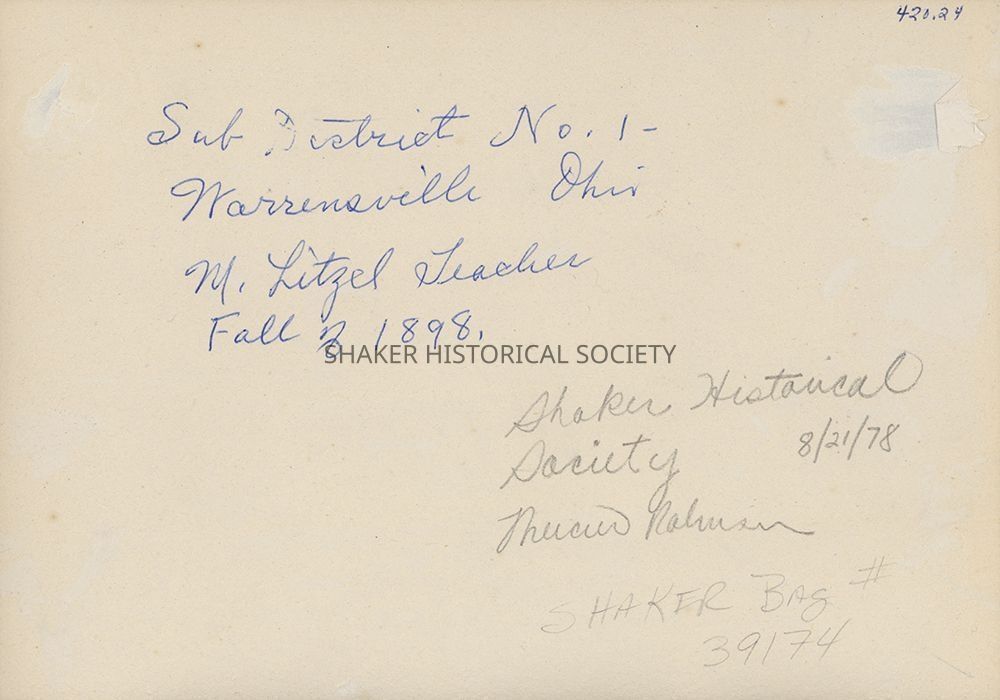 420.24
Sub District No. 1-
Warrensville Ohio
M. Litzel Teacher
Fall 1898.
SHAKER HISTORICAL SOCIETY
Shaker Historical
Society 8/21/78
SHAKER BAG #
39174